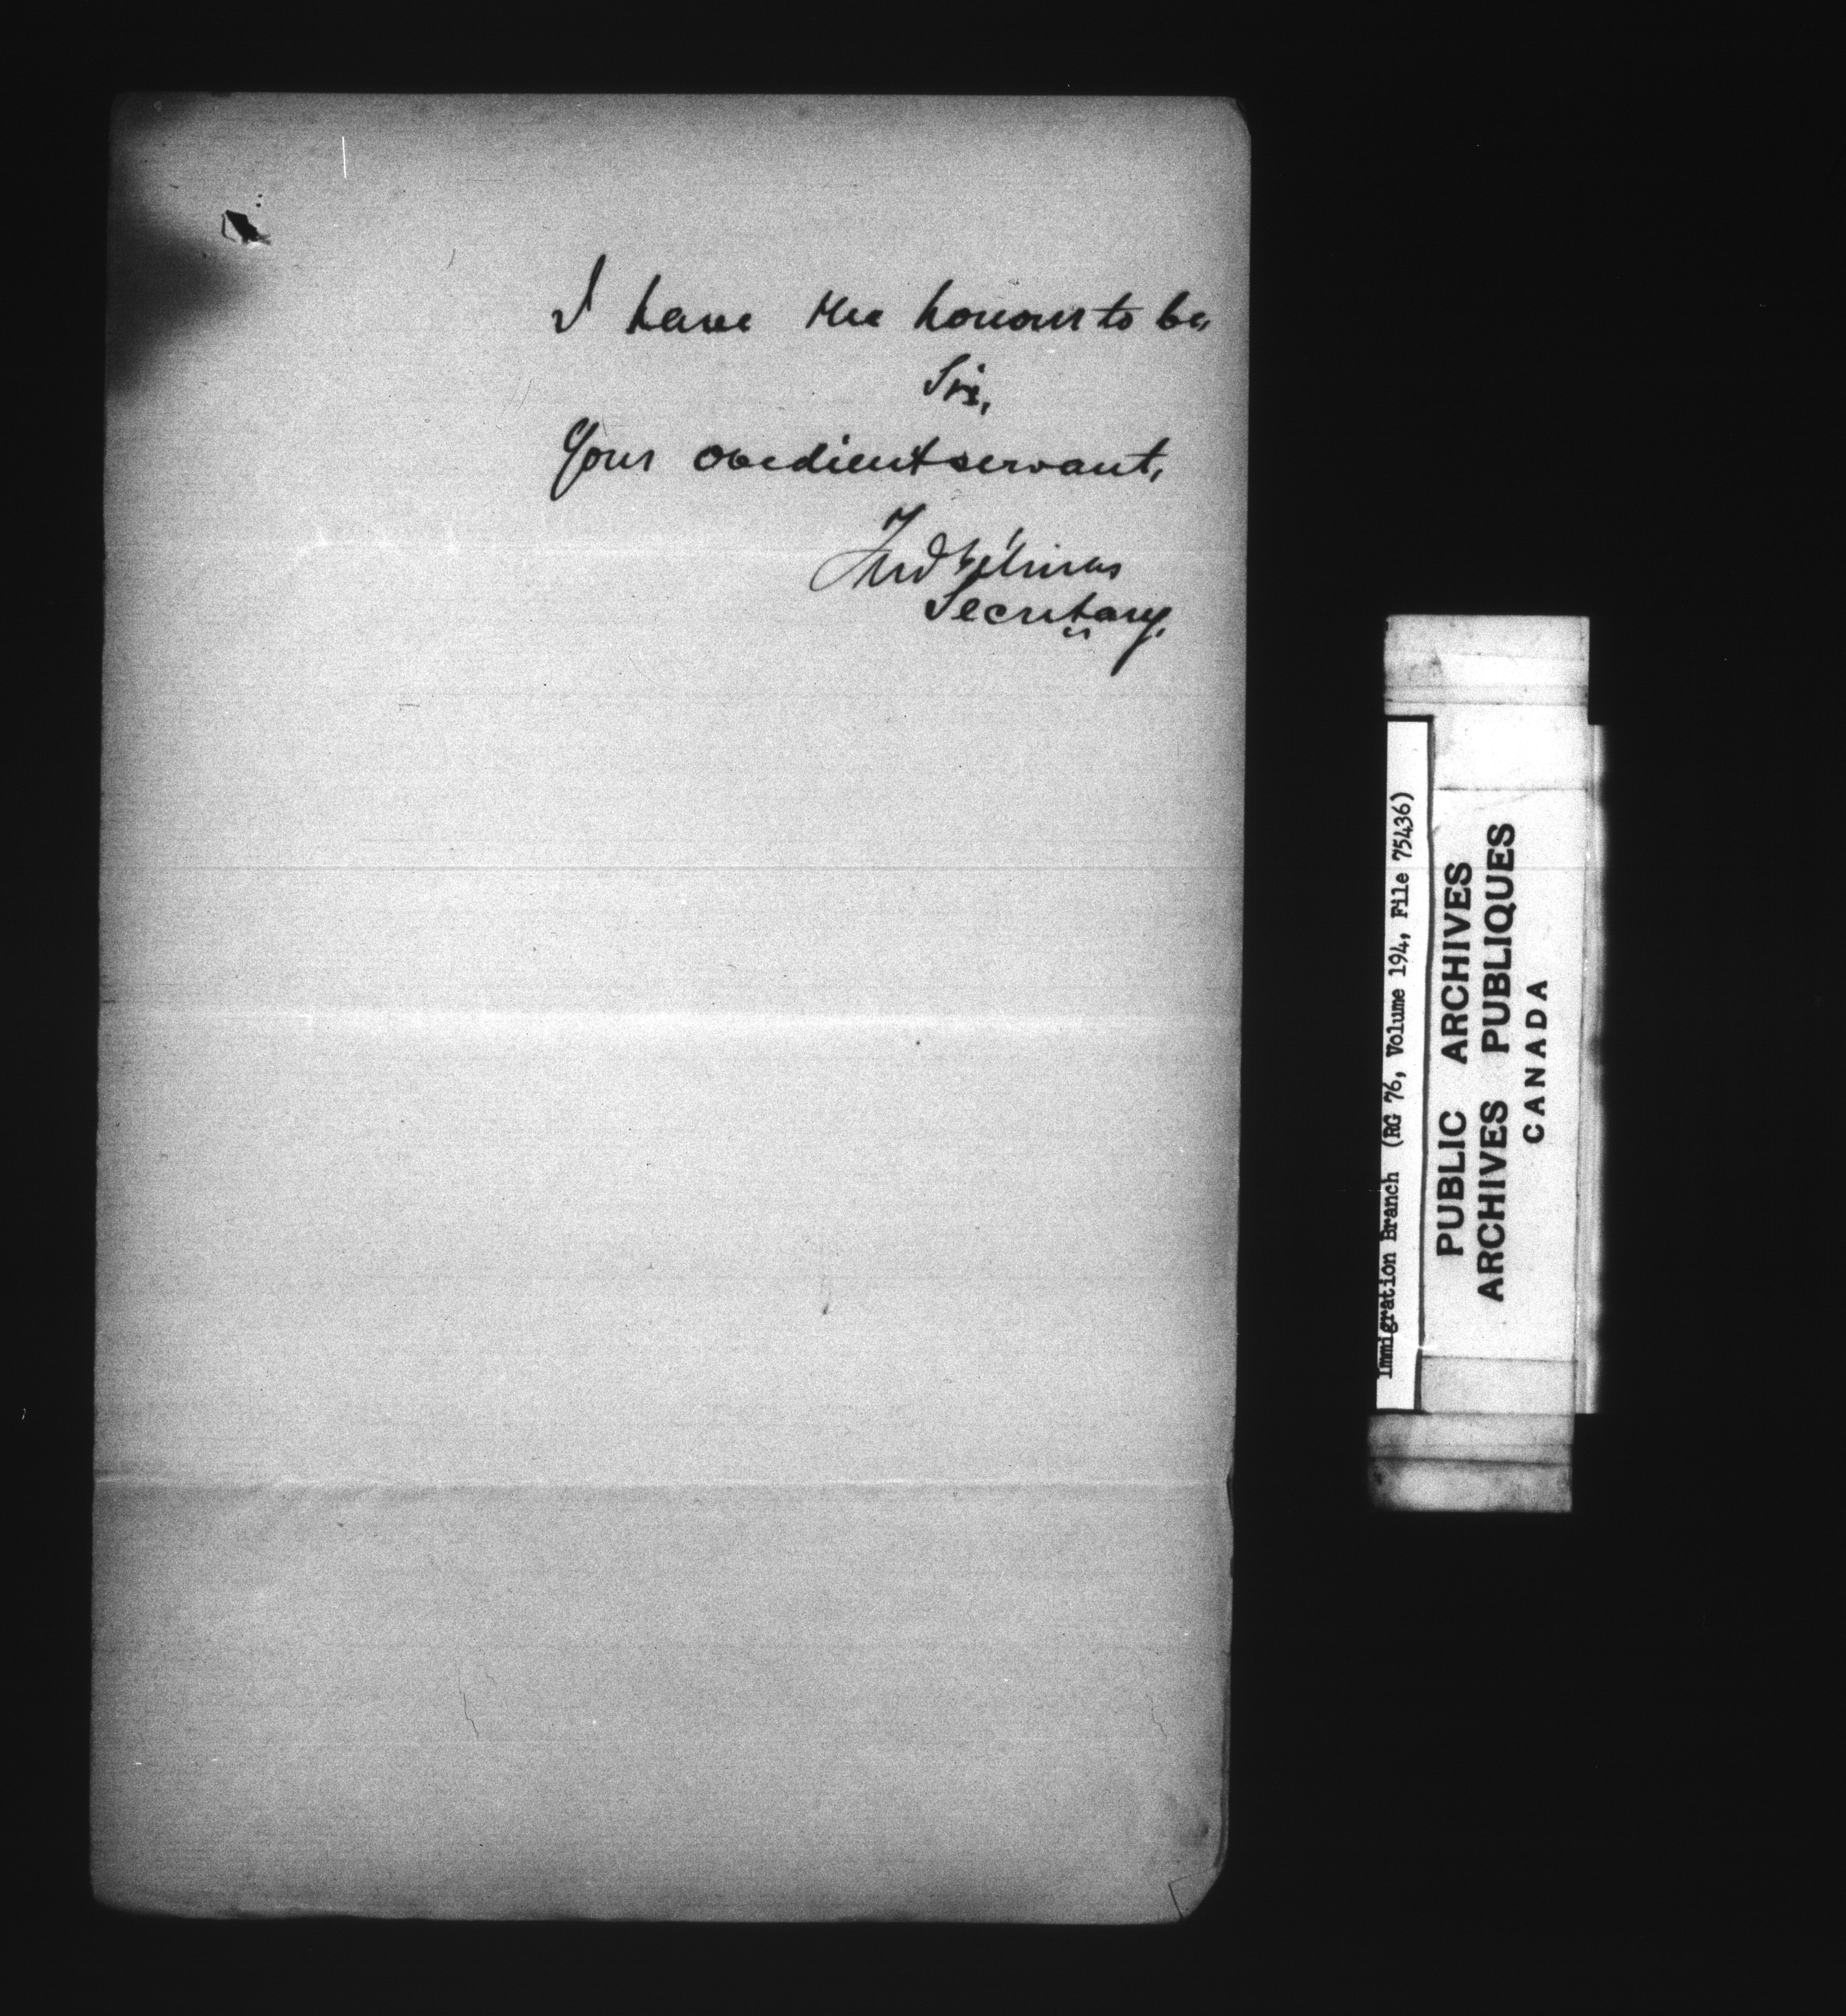 I have the honour to be,
Sir,
Your obedient servant,
Secretary.
Immigration Branch (RG 76, Volume 194, File 75436)
PUBLIC ARCHIVES
ARCHIVES PUBLIQUES
CANADA